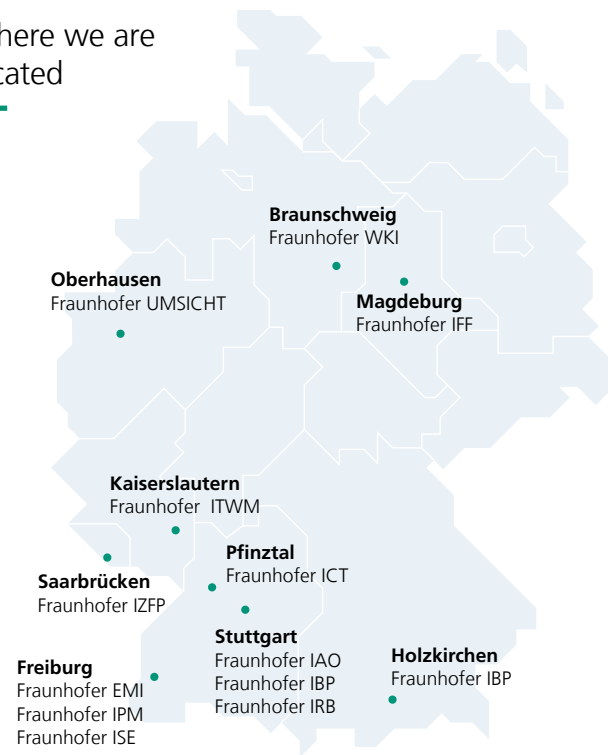 here we are
cated
Braunschweig
Fraunhofer WKI
Oberhausen
Fraunhofer UMSICHT
Magdeburg
Fraunhofer IFF
Kaiserslautern
Fraunhofer ITWM
Pfinztal
Fraunhofer ICT
Saarbrücken
Fraunhofer IZFP
Stuttgart
Fraunhofer IAO
Fraunhofer IBP
Fraunhofer IRB
Holzkirchen
Fraunhofer IBP
Freiburg
Fraunhofer EMI
Fraunhofer IPM
Fraunhofer ISE